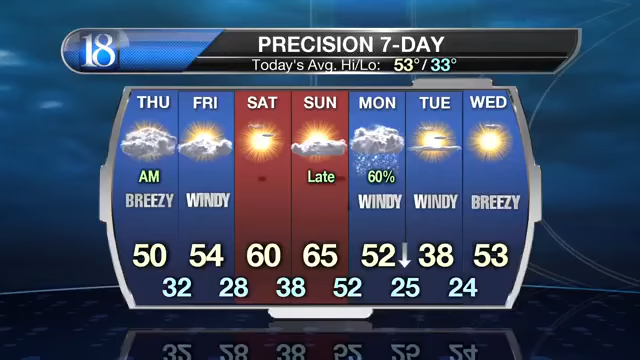 18
PRECISION 7-DAY
Today's Avg. Hi/Lo: 53°/33°
THU FRI SAT SUN MON TUE WED
AM Late 60%
BREEZY WINDY WINDY WINDY BREEZY
50 54 60 65 52 38 53
32 28 38 52 25 24